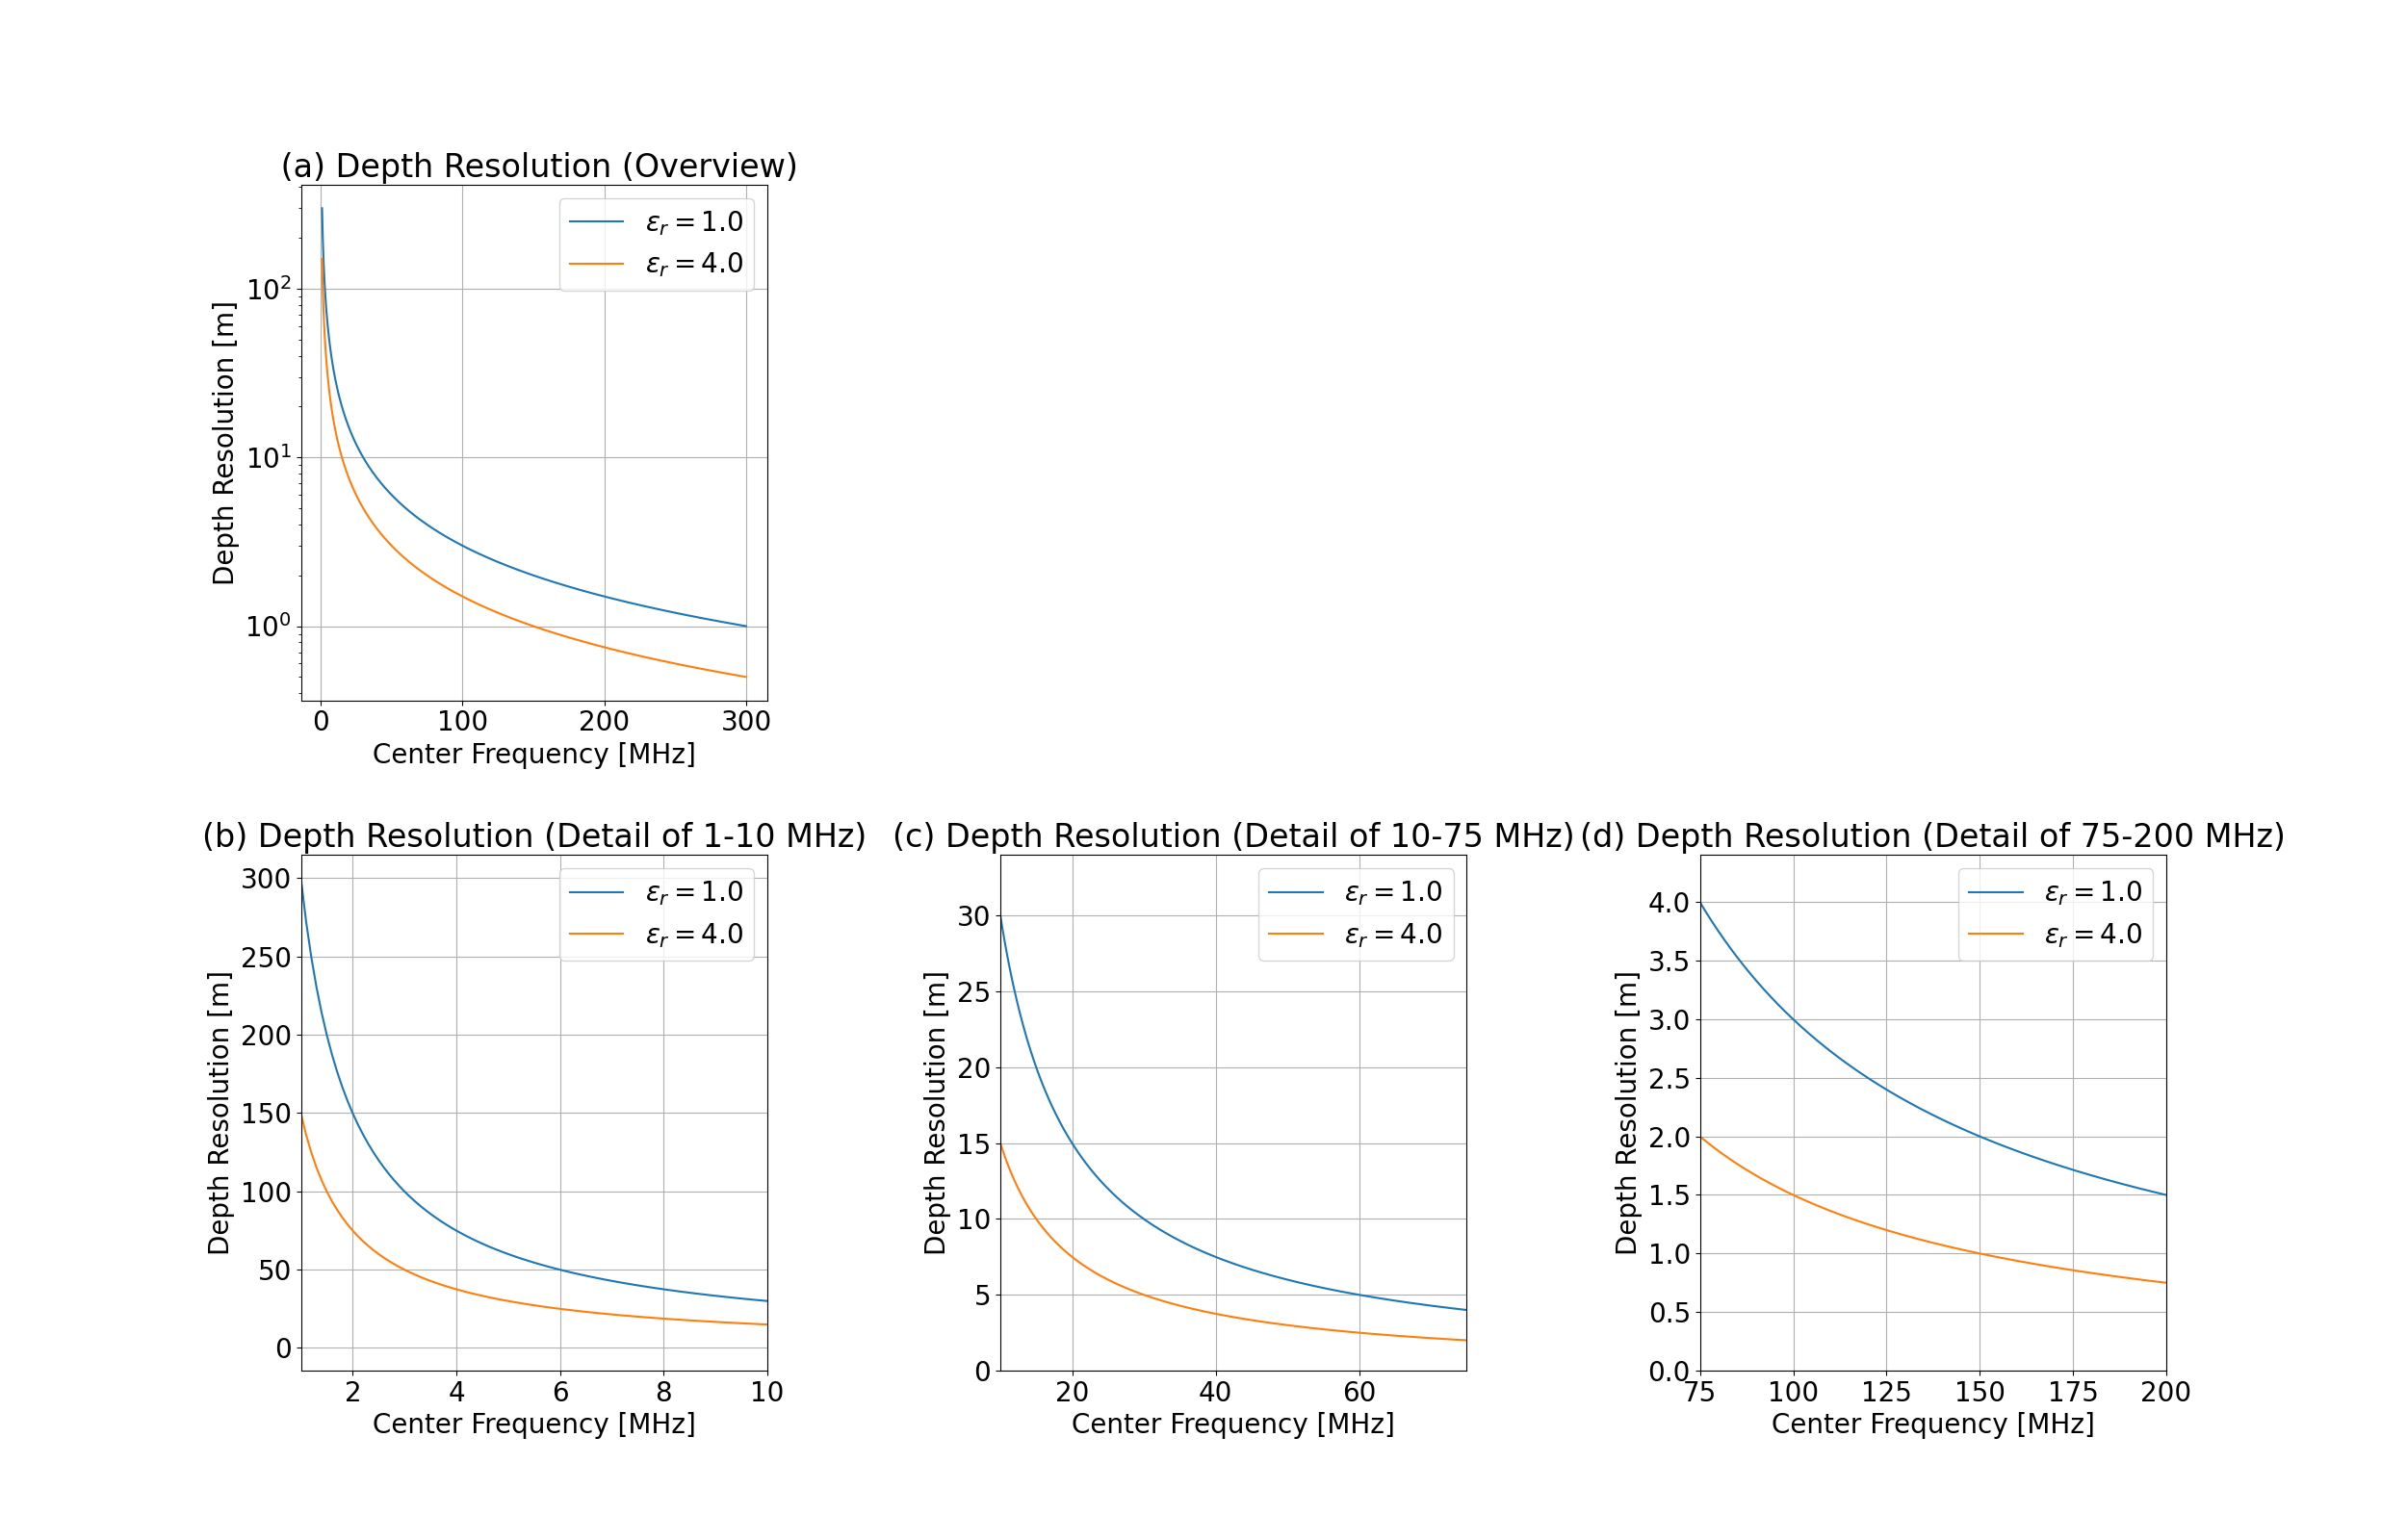 (a) Depth Resolution (Overview)
Depth Resolution [m]
10²
10¹
10⁰
εᵣ = 1.0
εᵣ = 4.0
0 100 200 300
Center Frequency [MHz]
(b) Depth Resolution (Detail of 1-10 MHz)
Depth Resolution [m]
300
250
200
150
100
50
0
εᵣ = 1.0
εᵣ = 4.0
2 4 6 8 10
Center Frequency [MHz]
(c) Depth Resolution (Detail of 10-75 MHz)
Depth Resolution [m]
30
25
20
15
10
5
0
εᵣ = 1.0
εᵣ = 4.0
20 40 60
Center Frequency [MHz]
(d) Depth Resolution (Detail of 75-200 MHz)
Depth Resolution [m]
4.0
3.5
3.0
2.5
2.0
1.5
1.0
0.5
0.0
εᵣ = 1.0
εᵣ = 4.0
75 100 125 150 175 200
Center Frequency [MHz]